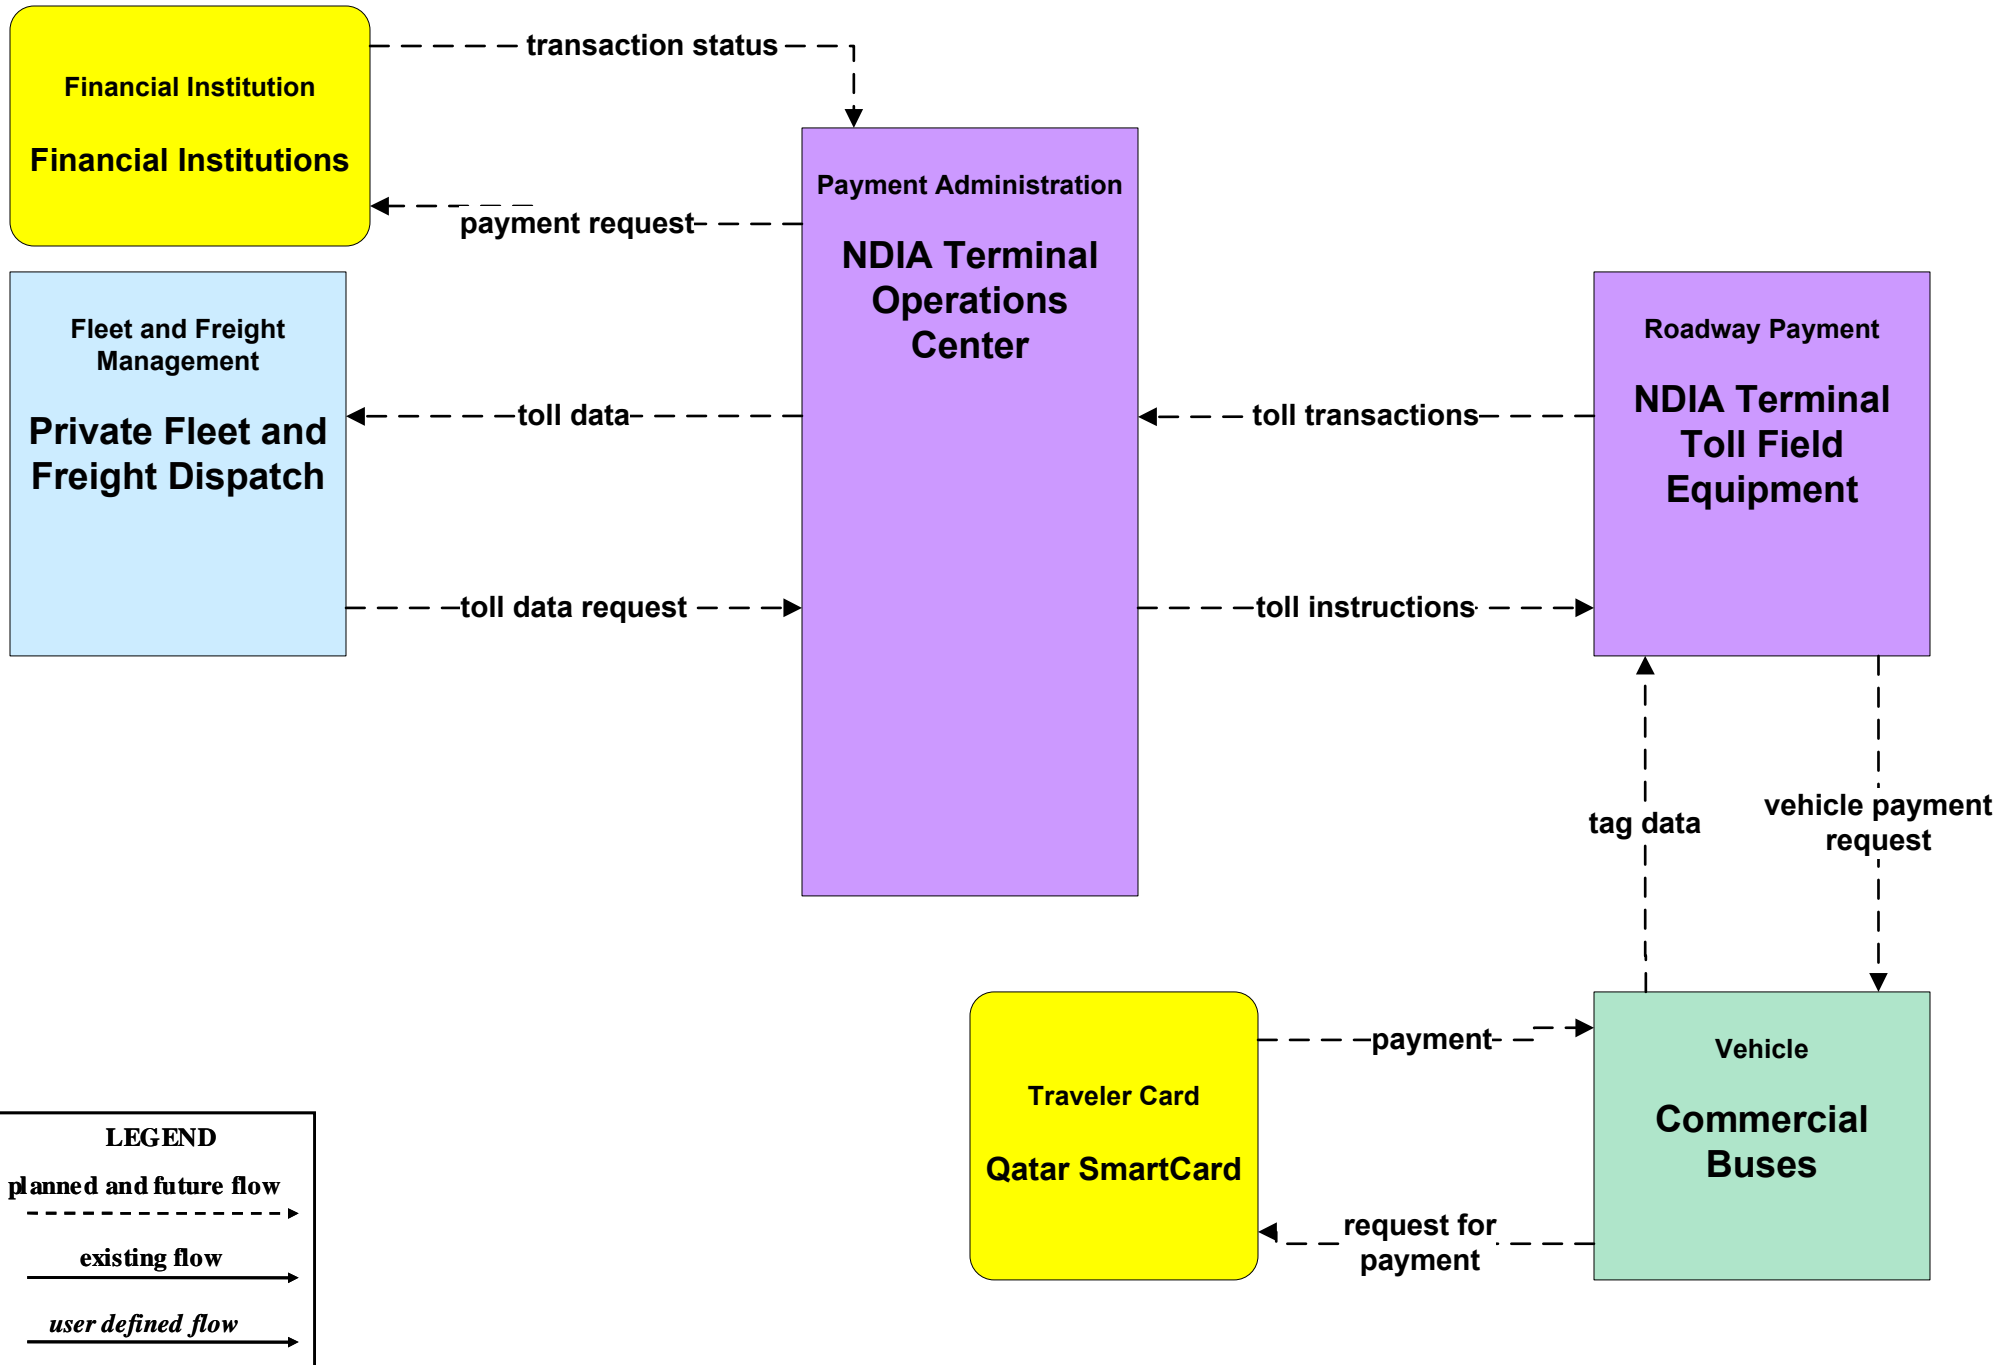 transaction status
Financial Institution
Financial Institutions
payment request
Payment Administration
NDIA Terminal
Operations
Center
Fleet and Freight
Management
Private Fleet and
Freight Dispatch
Roadway Payment
NDIA Terminal
Toll Field
Equipment
toll data
toll transactions
toll data request
toll instructions
tag data
vehicle payment
request
payment
Vehicle
Commercial
Buses
Traveler Card
Qatar SmartCard
request for
payment
LEGEND
planned and future flow
existing flow
user defined flow